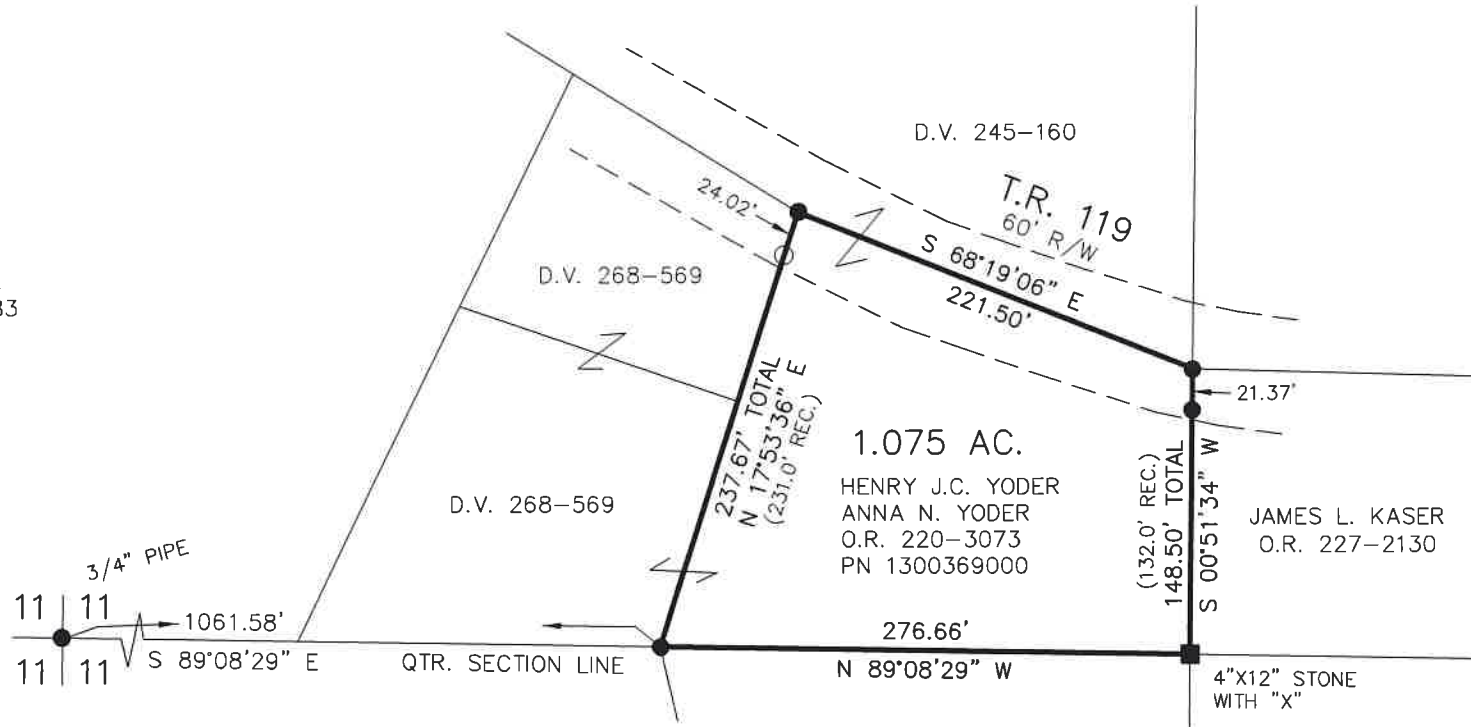 D.V. 245–160
T.R. 119
60' R/W
24.02'
S 68°19'06" E
221.50'
D.V. 268–569
33
21.37'
237.67' TOTAL
N 17°53'36" E
(231.0' REC.)
1.075 AC.
HENRY J.C. YODER
ANNA N. YODER
O.R. 220–3073
PN 1300369000
(132.0' REC.)
148.50' TOTAL
S 00°51'34" W
JAMES L. KASER
O.R. 227–2130
D.V. 268–569
3/4" PIPE
11 11
11 11
1061.58'
S 89°08'29" E
QTR. SECTION LINE
276.66'
N 89°08'29" W
4"X12" STONE
WITH "X"